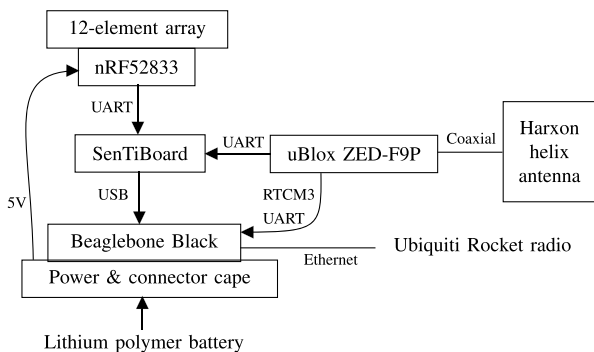 12-element array
nRF52833
UART
SenTiBoard
UART
uBlox ZED-F9P
Coaxial
Harxon
helix
antenna
5V
USB
RTCM3
UART
Beaglebone Black
Ethernet
Ubiquiti Rocket radio
Power & connector cape
Lithium polymer battery